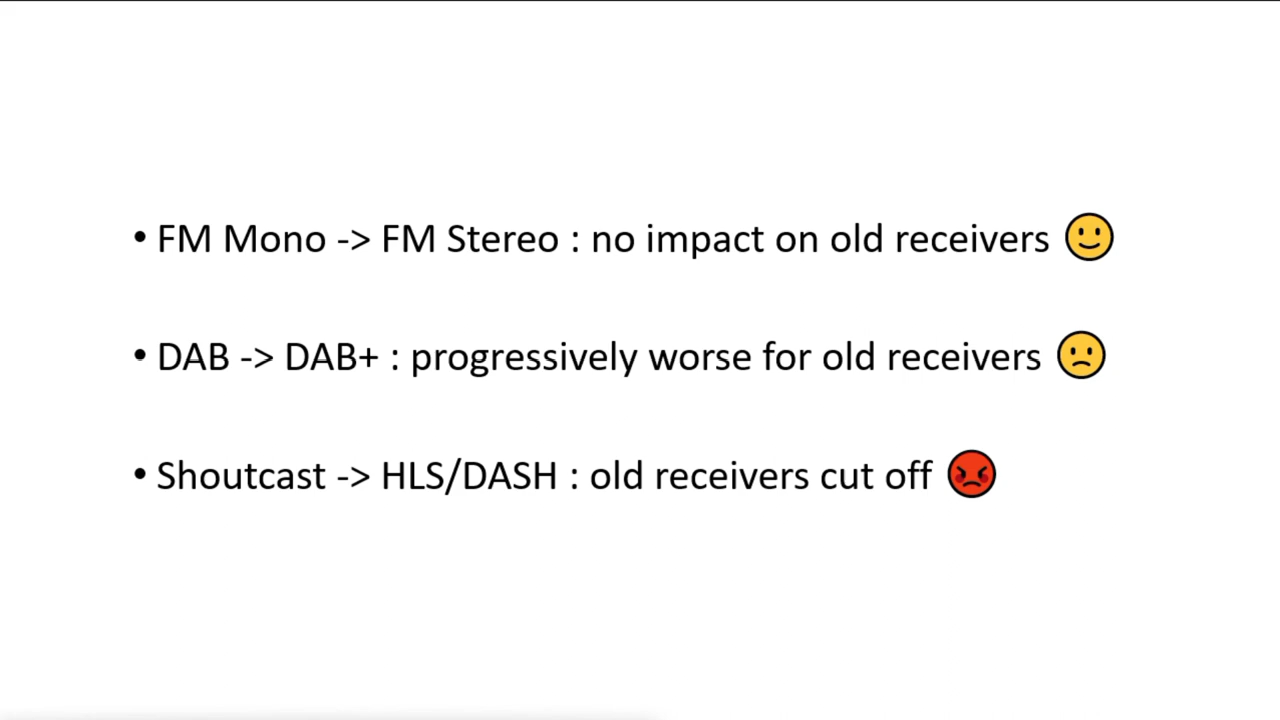 • FM Mono -> FM Stereo : no impact on old receivers 🙂
• DAB -> DAB+ : progressively worse for old receivers 🙁
• Shoutcast -> HLS/DASH : old receivers cut off 😡